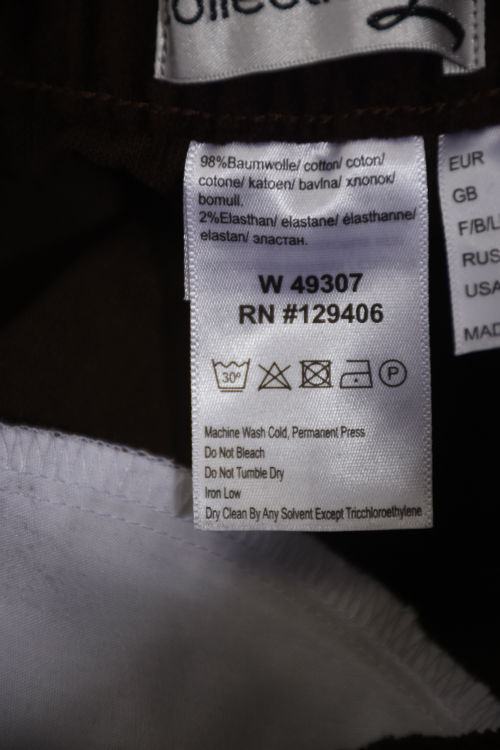 98%Baumwolle/ cotton/ coton/
cotone/ katoen/ bavlna/ хлопок/
bomull.
2%Elasthan/ elastane/ élasthanne/
elastan/ эластан.
W 49307
RN #129406
30°
P
Machine Wash Cold, Permanent Press
Do Not Bleach
Do Not Tumble Dry
Iron Low
Dry Clean By Any Solvent Except Tricchloroethylene
EUR
GB
F/B/L
RUS
USA